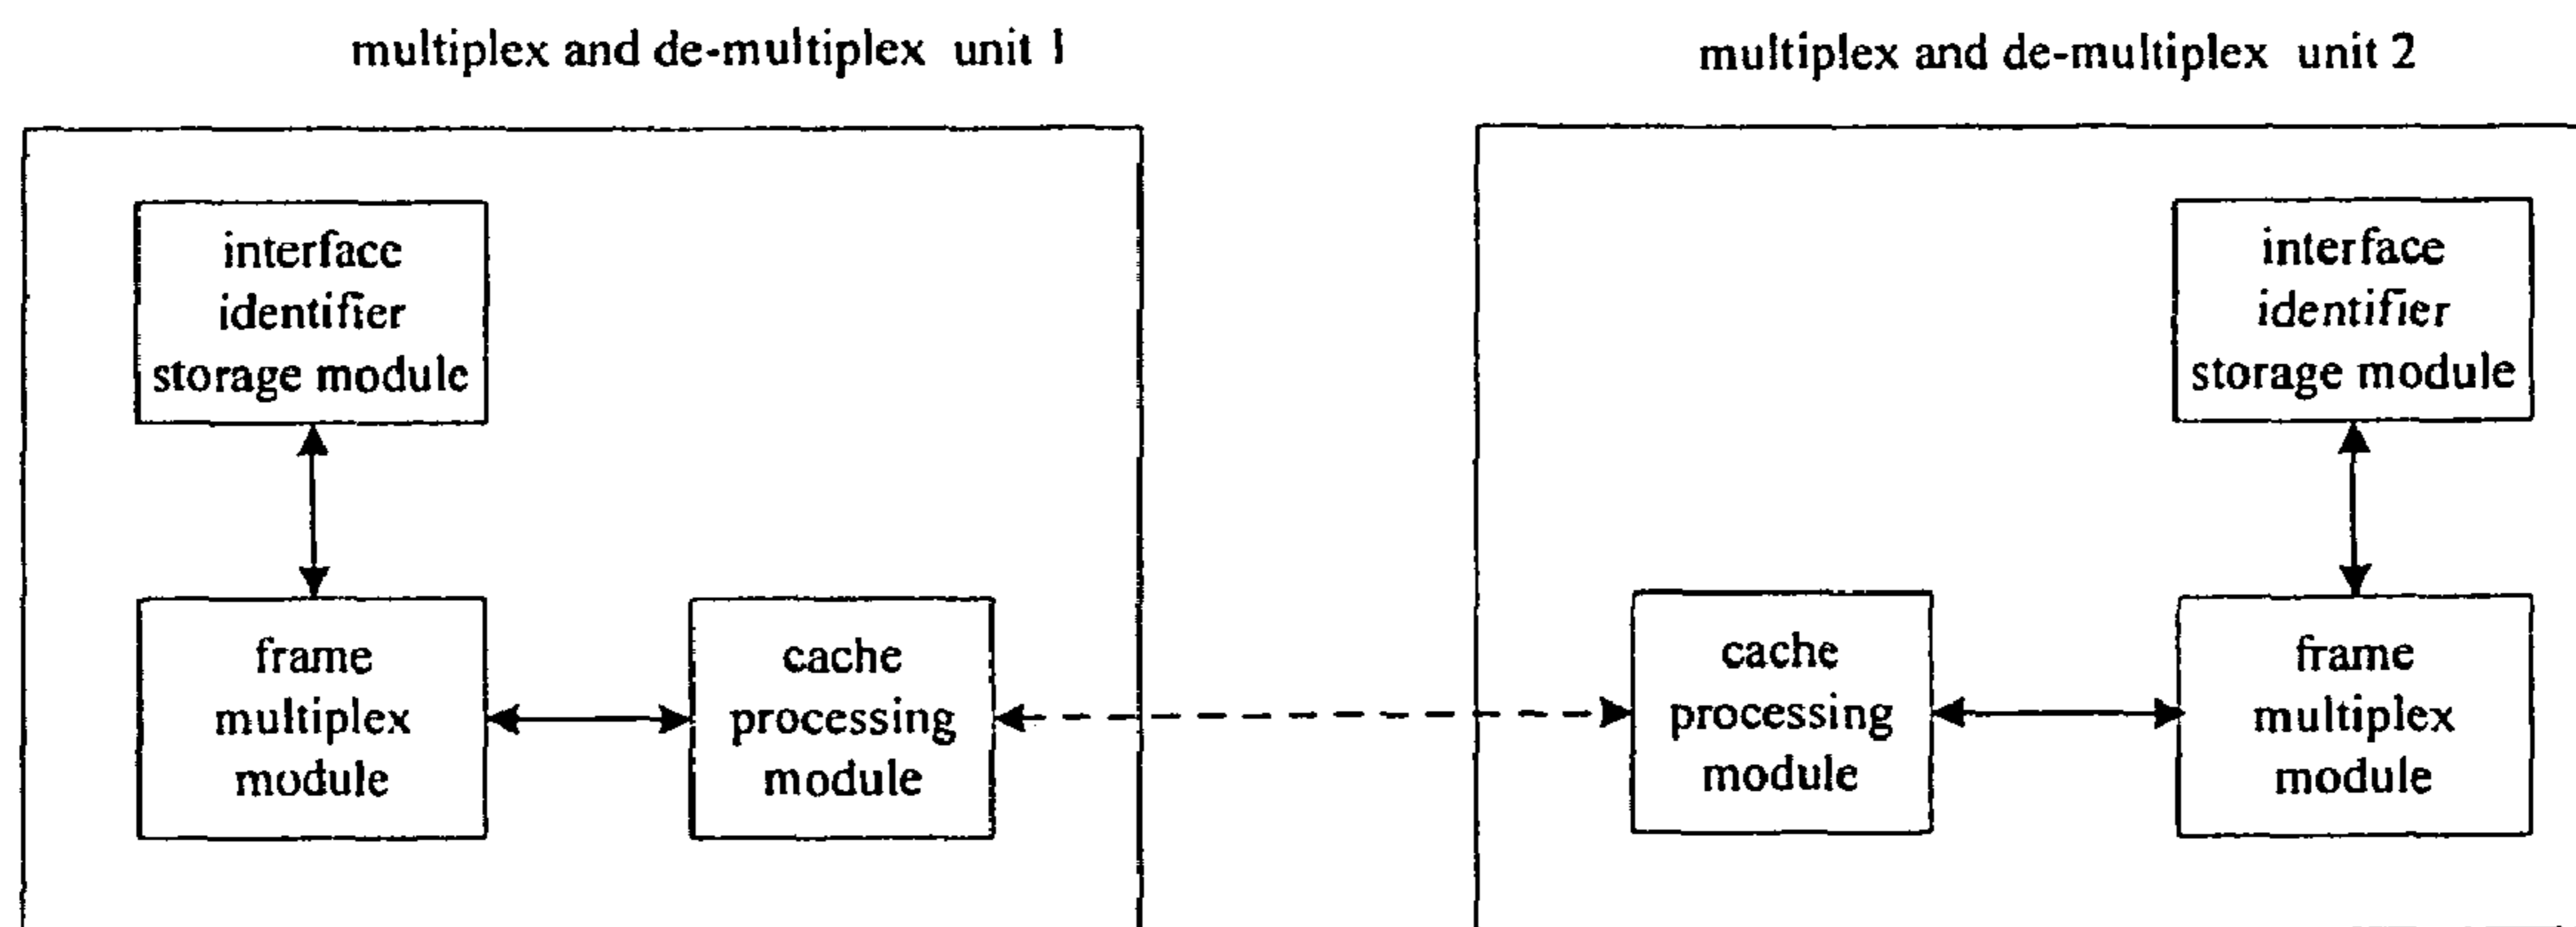 multiplex and de-multiplex unit 1
multiplex and de-multiplex unit 2
interface
identifier
storage module
interface
identifier
storage module
frame
multiplex
module
cache
processing
module
cache
processing
module
frame
multiplex
module